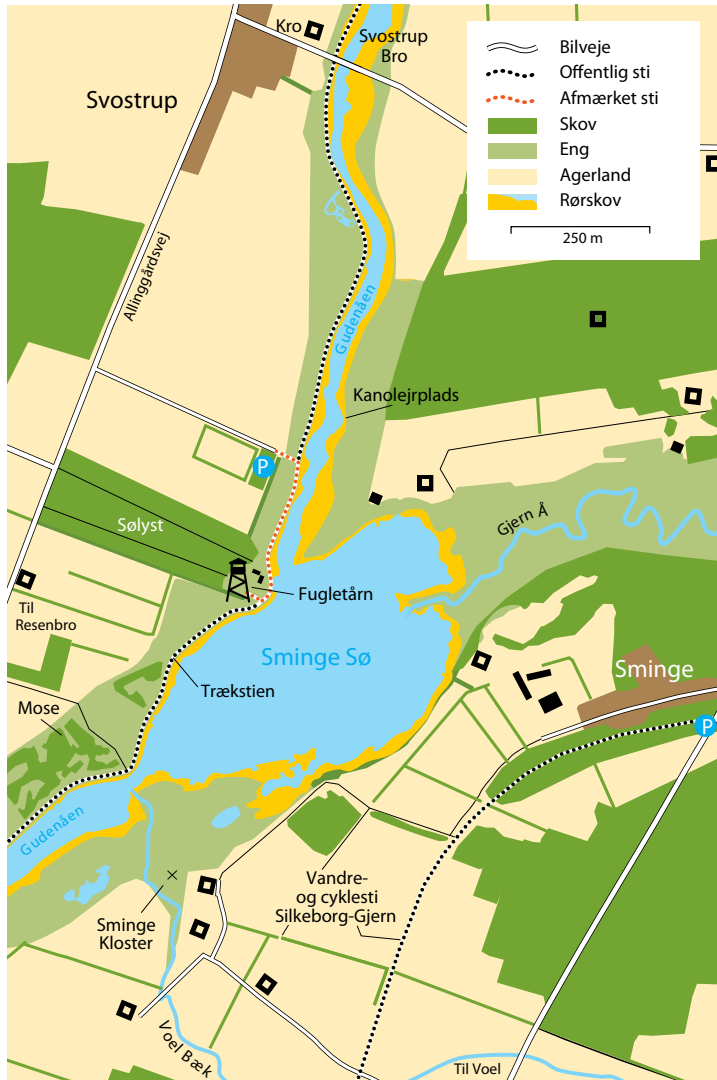 Kro
Svostrup
Bro
Svostrup
Bilveje
Offentlig sti
Afmærket sti
Skov
Eng
Agerland
Rørskov
250 m
Allinggårdsvej
Gudenåen
Kanolejrplads
P
Sølyst
Gjern Å
Fugletårn
Til
Resenbro
Sminge Sø
Sminge
Trækstien
Mose
P
Gudenåen
Vandre-
og cyklesti
Silkeborg-Gjern
Sminge
Kloster
Voel Bæk
Til Voel